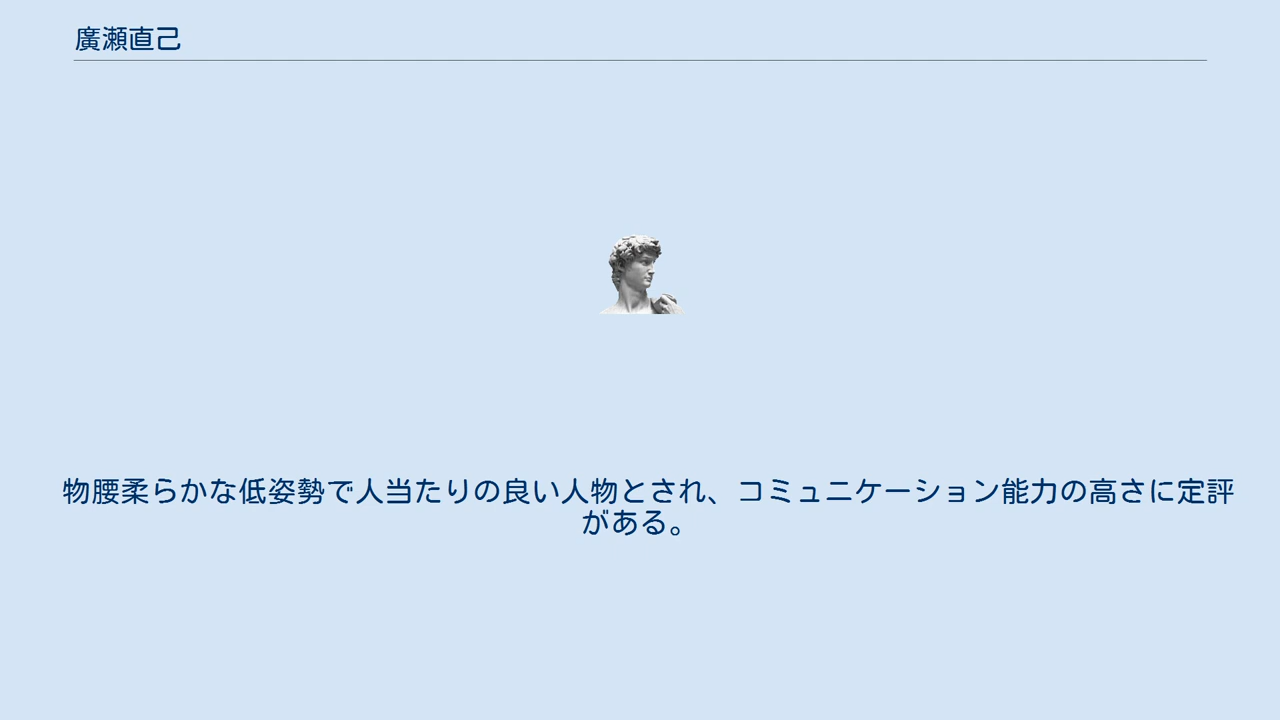 廣瀬直己
物腰柔らかな低姿勢で人当たりの良い人物とされ、コミュニケーション能力の高さに定評
がある。